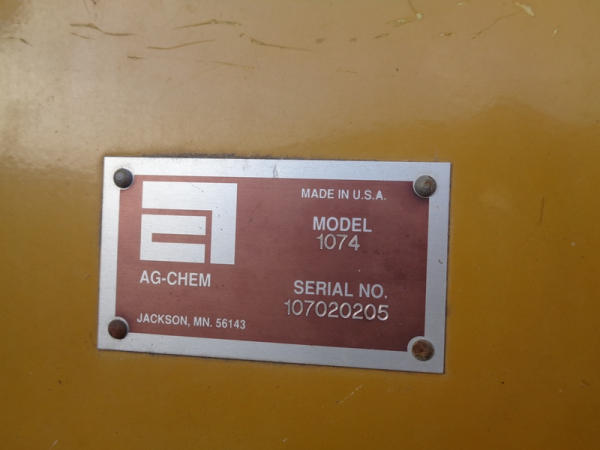 MADE IN U.S.A.
MODEL
1074
AG-CHEM
SERIAL NO.
107020205
JACKSON, MN. 56143